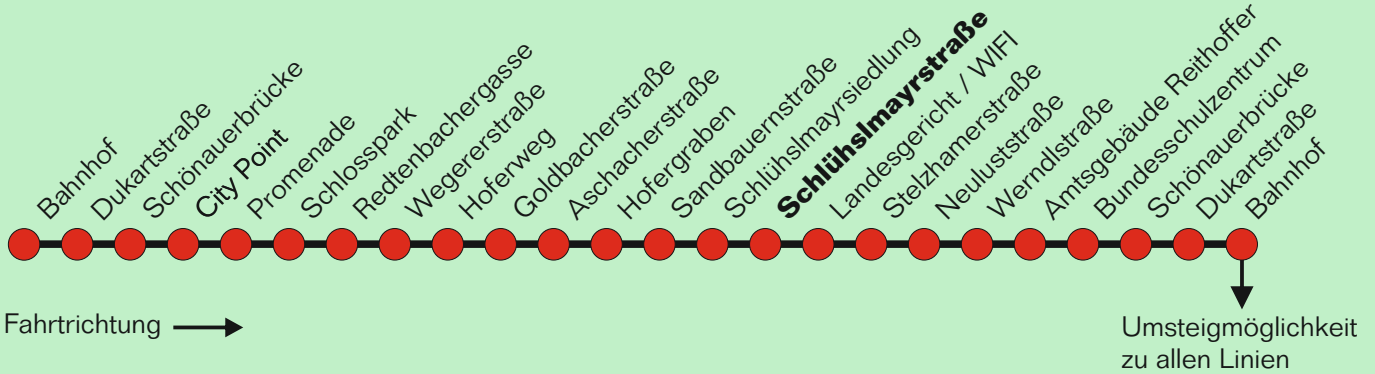 Bahnhof
Dukartstraße
Schönauerbrücke
City Point
Promenade
Schlosspark
Redtenbachergasse
Wegererstraße
Hoferweg
Goldbacherstraße
Aschacherstraße
Hofergraben
Sandbauernstraße
Schlühslmayrsiedlung
Schlühslmayrstraße
Landesgericht / WIFI
Stelzhamerstraße
Neuluststraße
Werndlstraße
Amtsgebäude Reithoffer
Bundesschulzentrum
Schönauerbrücke
Dukartstraße
Bahnhof
Fahrtrichtung
Umsteigmöglichkeit
zu allen Linien